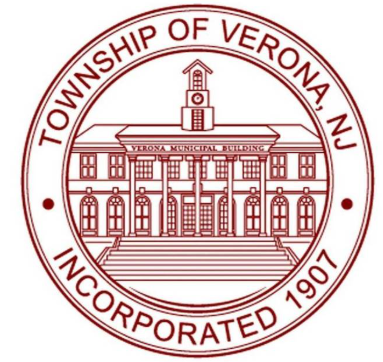 TOWNSHIP OF VERONA, NJ
VERONA MUNICIPAL BUILDING
INCORPORATED 1907